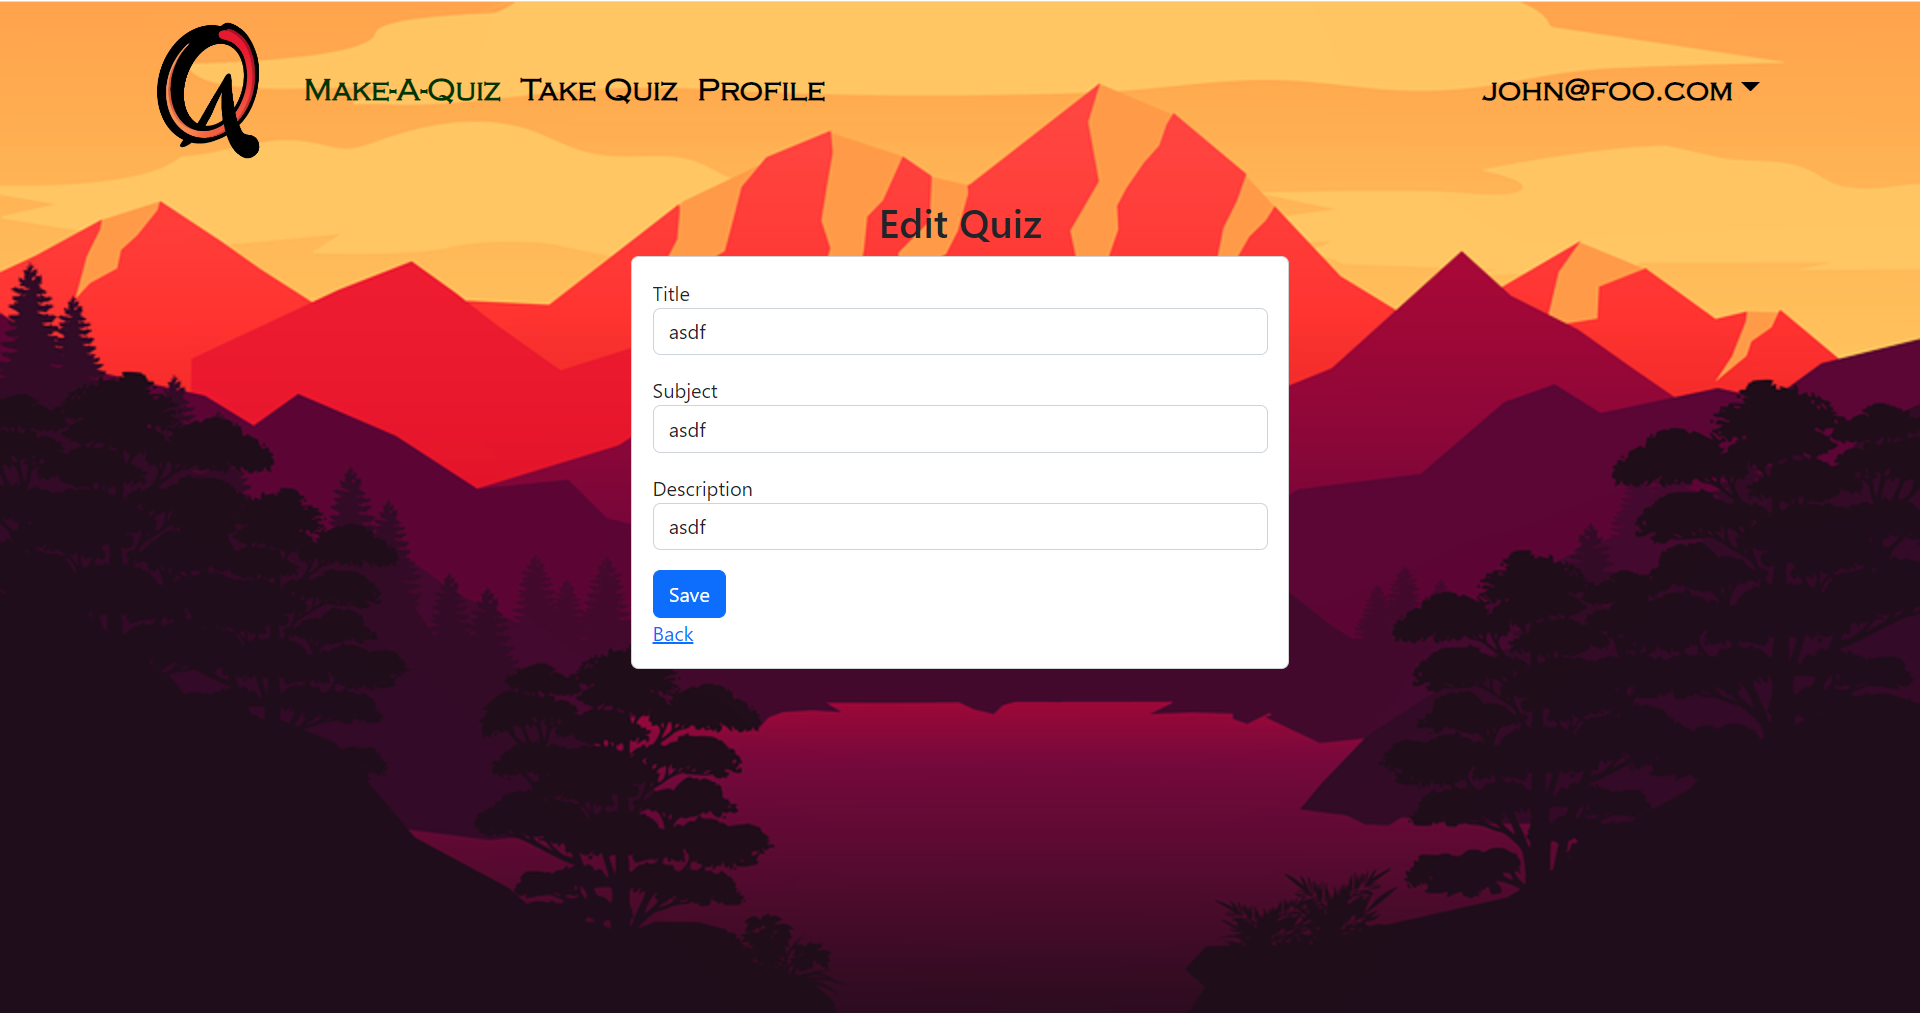 Make-A-Quiz Take Quiz Profile john@foo.com
Edit Quiz
Title
asdf
Subject
asdf
Description
asdf
Save
Back